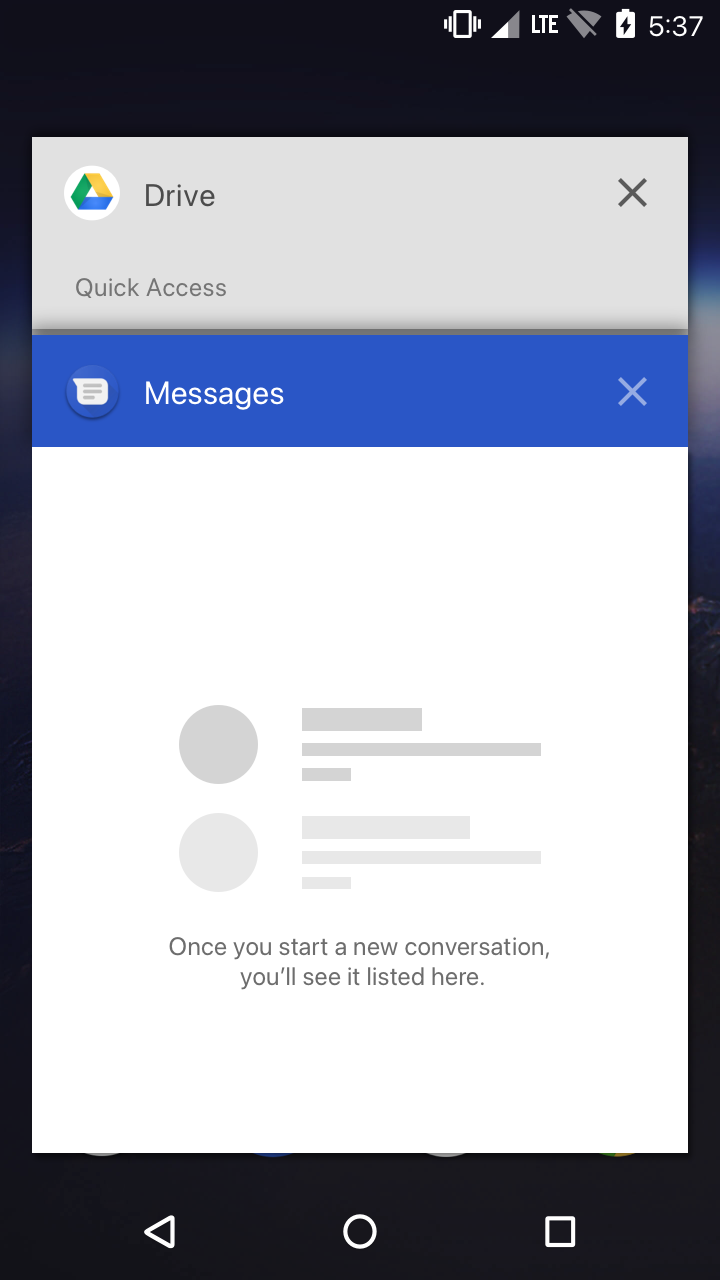 LTE 5:37
Drive
Quick Access
Messages
Once you start a new conversation,
you’ll see it listed here.